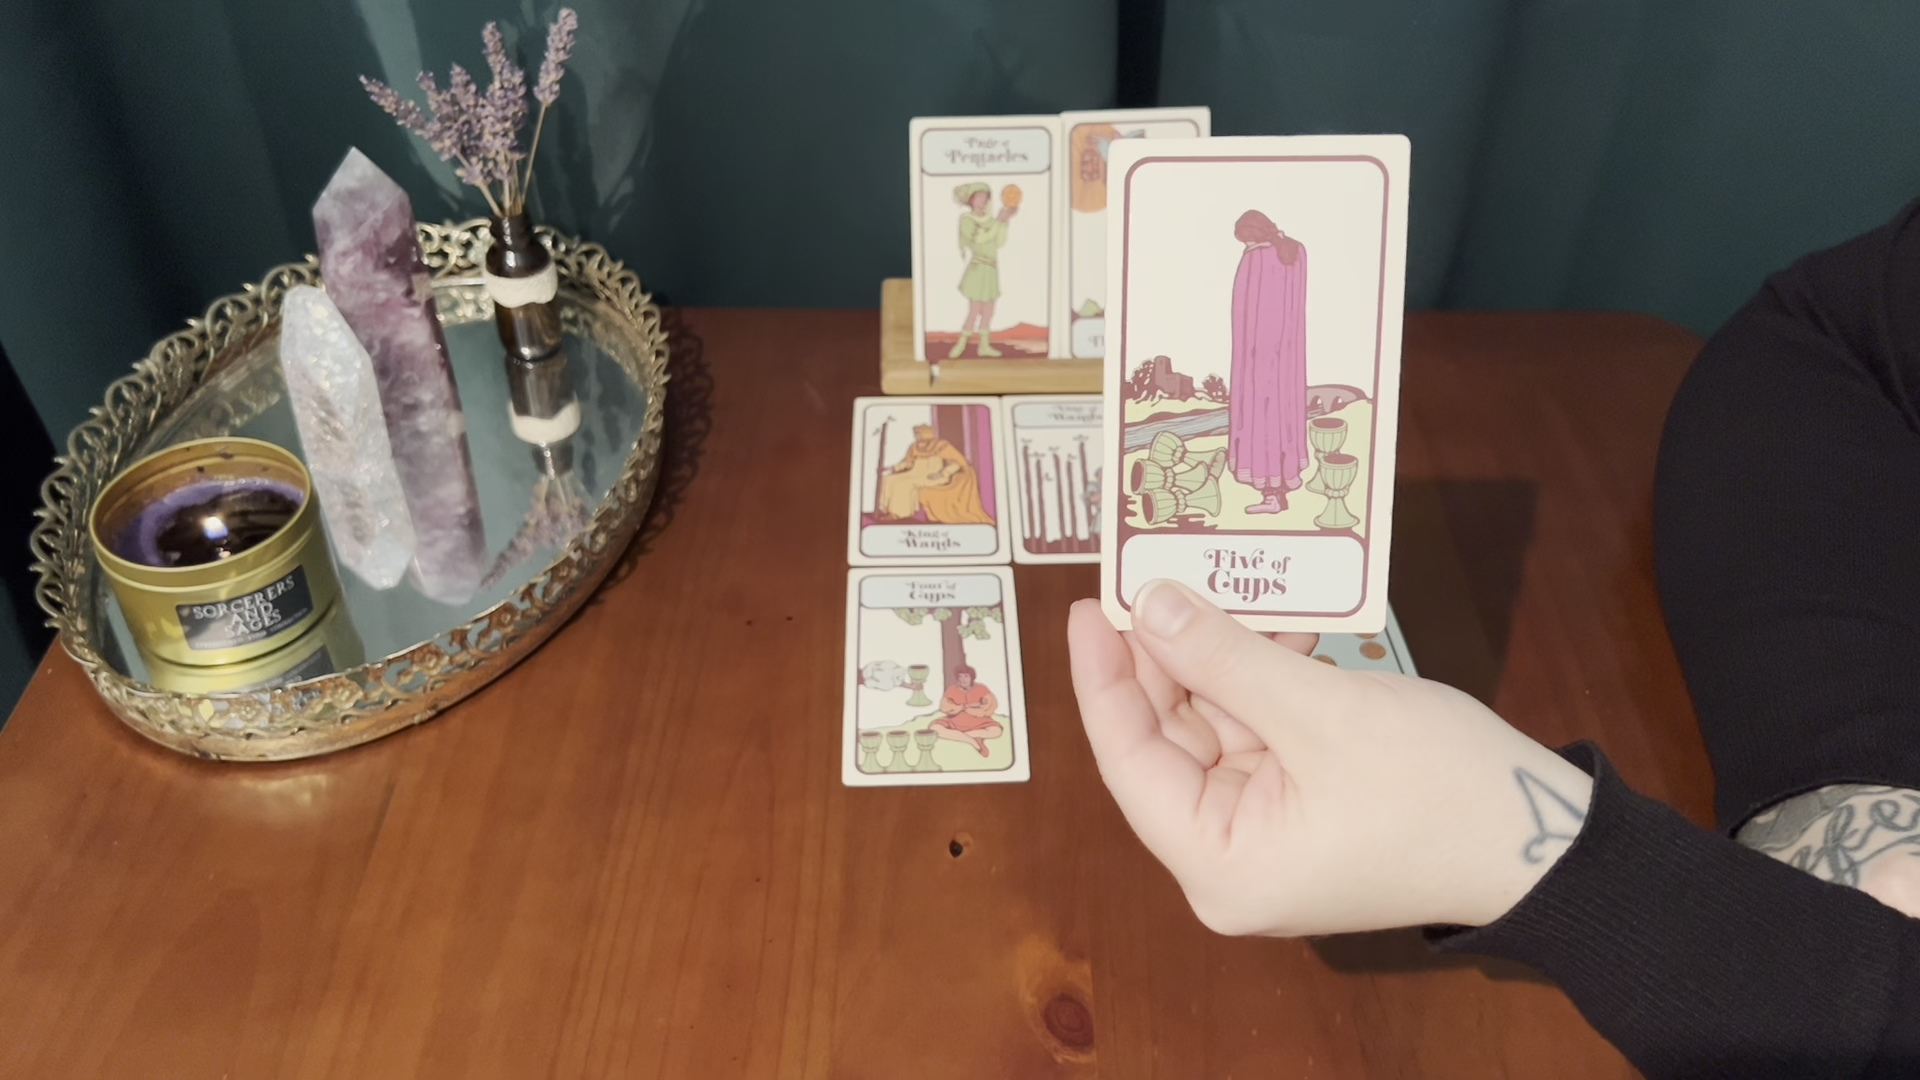 Page of
Pentacles
Five of
Cups
King of
Wands
Four of
Cups
SORCERERS
AND
SAGES